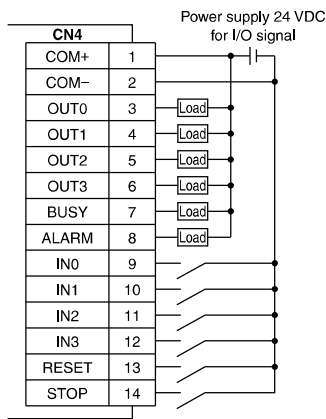 Power supply 24 VDC
for I/O signal
CN4
COM+ 1
COM− 2
OUT0 3 Load
OUT1 4 Load
OUT2 5 Load
OUT3 6 Load
BUSY 7 Load
ALARM 8 Load
IN0 9
IN1 10
IN2 11
IN3 12
RESET 13
STOP 14